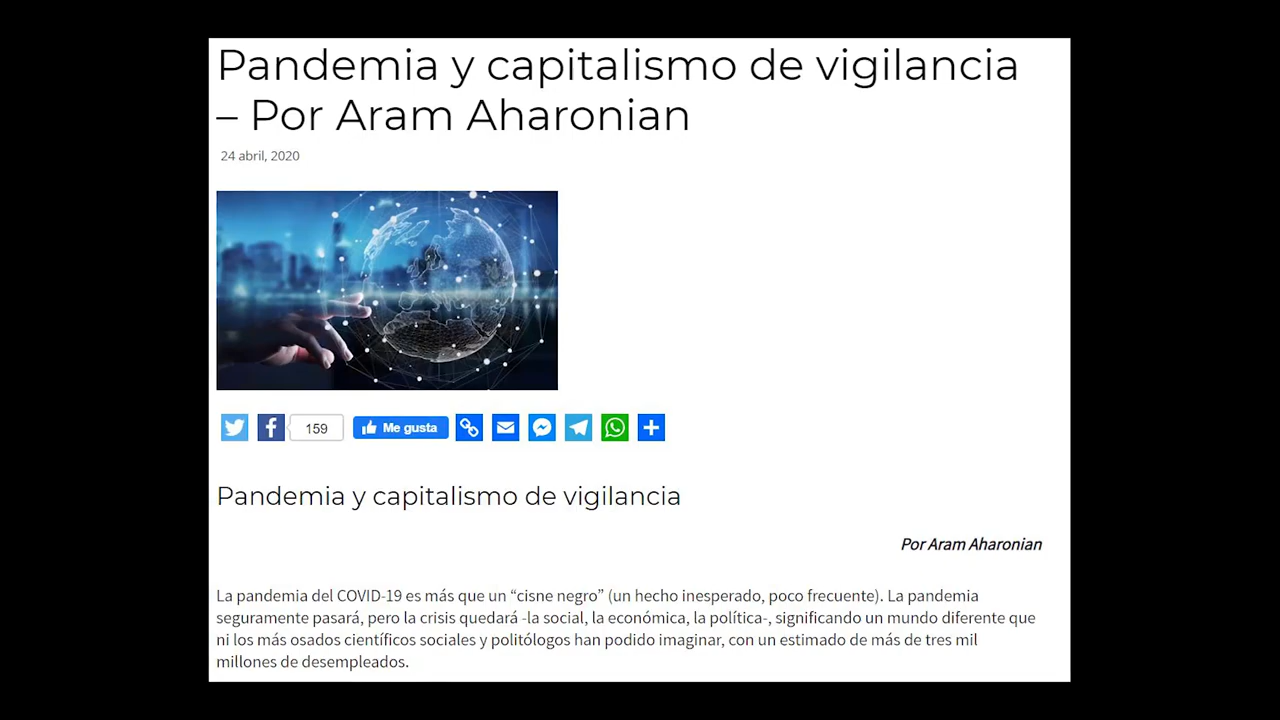 Pandemia y capitalismo de vigilancia
– Por Aram Aharonian
24 abril, 2020
159
Me gusta
Pandemia y capitalismo de vigilancia
Por Aram Aharonian
La pandemia del COVID-19 es más que un “cisne negro” (un hecho inesperado, poco frecuente). La pandemia
seguramente pasará, pero la crisis quedará -la social, la económica, la política-, significando un mundo diferente que
ni los más osados científicos sociales y politólogos han podido imaginar, con un estimado de más de tres mil
millones de desempleados.